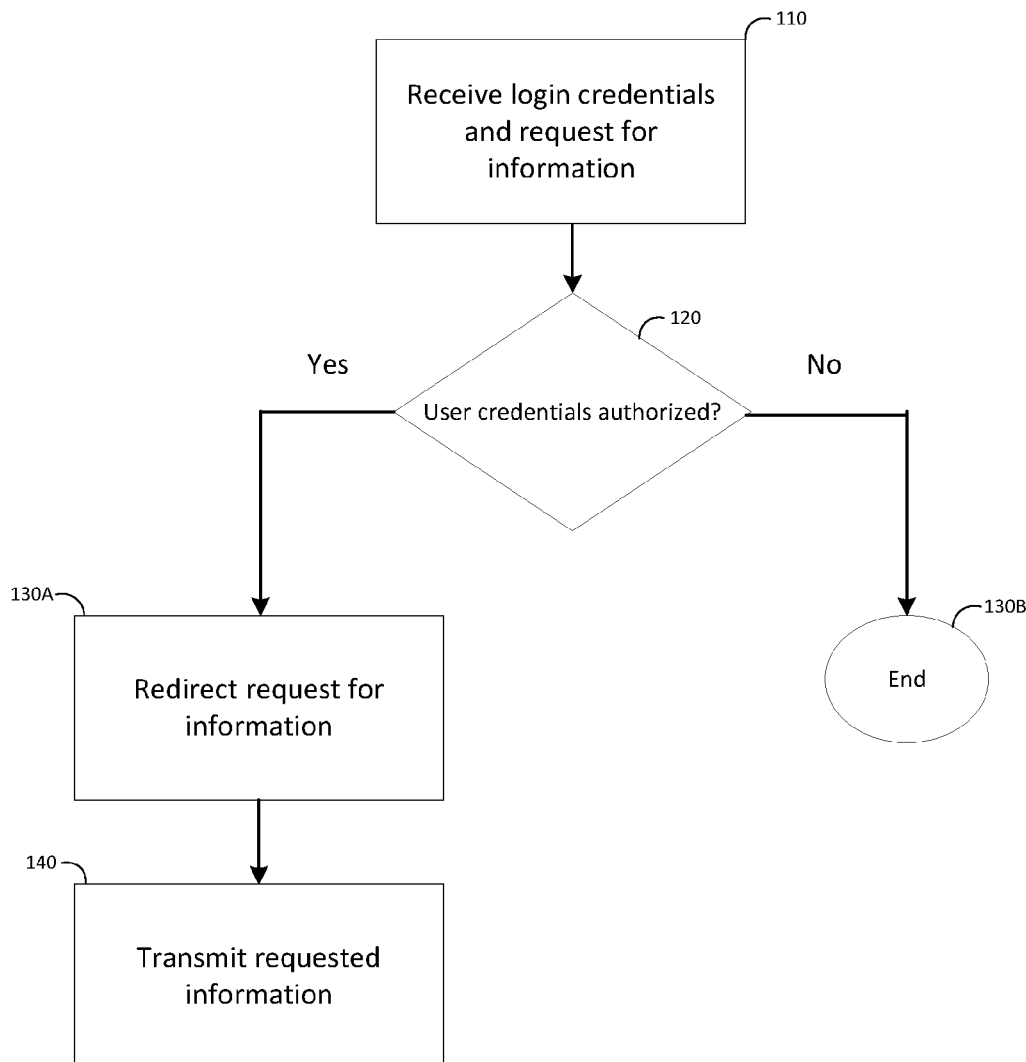 110
Receive login credentials
and request for
information
120
Yes
No
User credentials authorized?
130A
130B
Redirect request for
information
End
140
Transmit requested
information